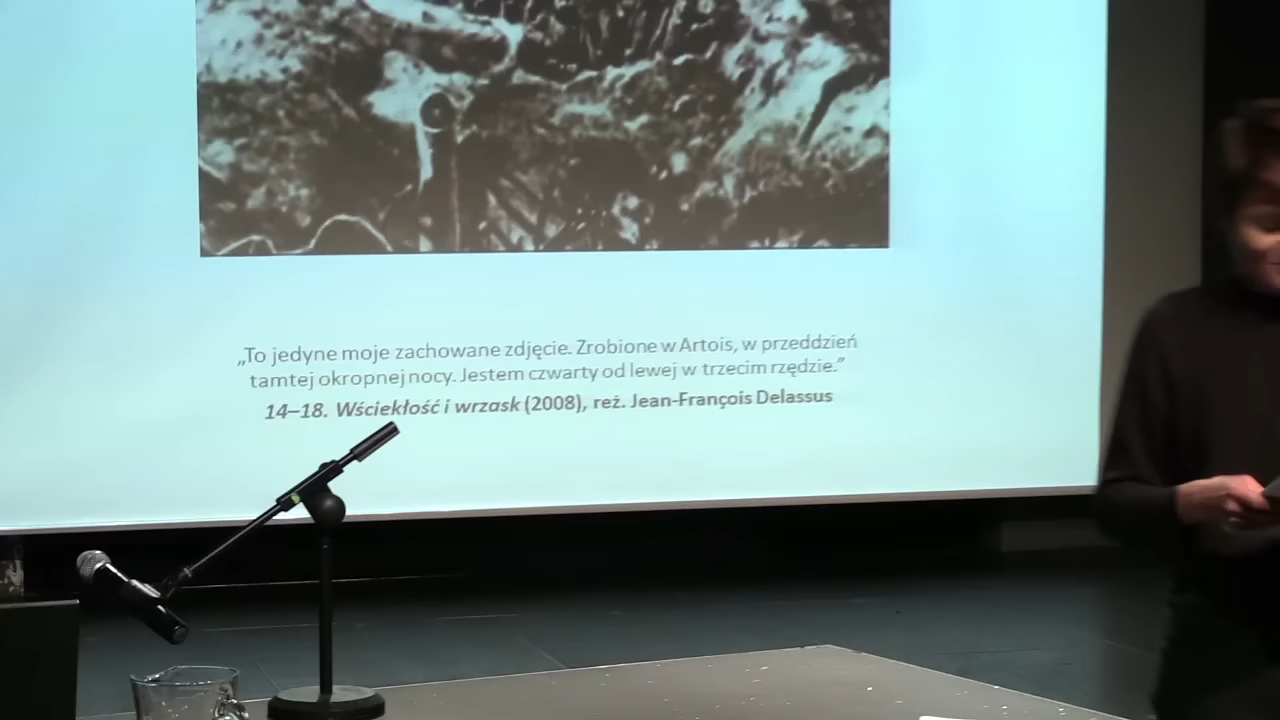 „To jedyne moje zachowane zdjęcie. Zrobione w Artois, w przeddzień
tamtej okropnej nocy. Jestem czwarty od lewej w trzecim rzędzie.”
14–18. Wściekłość i wrzask (2008), reż. Jean-François Delassus